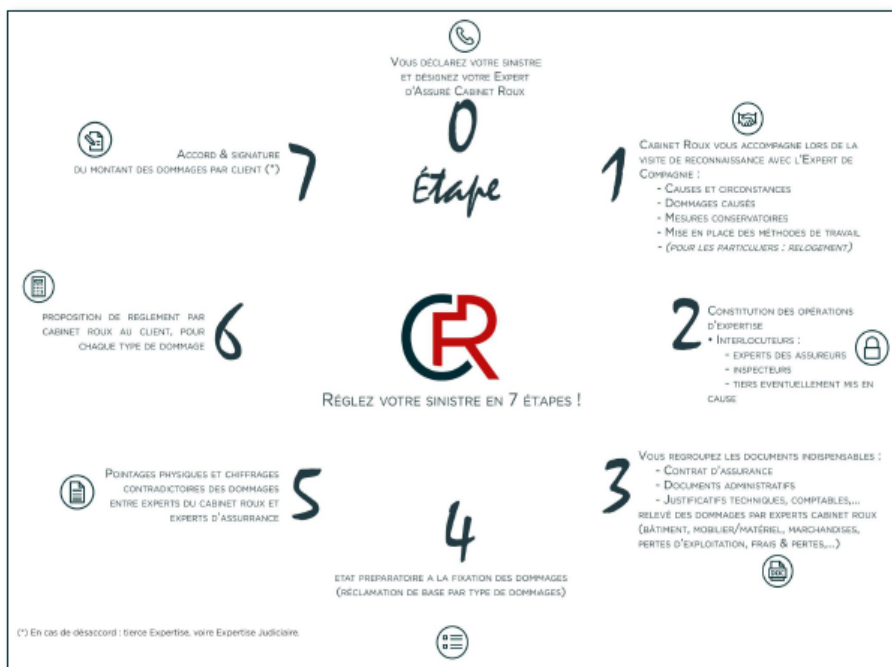 VOUS DÉCLAREZ VOTRE SINISTRE
ET DÉSIGNEZ VOTRE EXPERT
D'ASSURÉ CABINET ROUX
0
Étape
1
CABINET ROUX VOUS ACCOMPAGNE LORS DE LA
VISITE DE RECONNAISSANCE AVEC L'EXPERT DE
COMPAGNIE :
- CAUSES ET CIRCONSTANCES
- DOMMAGES CAUSÉS
- MESURES CONSERVATOIRES
- MISE EN PLACE DES MÉTHODES DE TRAVAIL
- (POUR LES PARTICULIERS : RELOGEMENT)
2
CONSTITUTION DES OPÉRATIONS
D'EXPERTISE
• INTERLOCUTEURS :
- EXPERTS DES ASSUREURS
- INSPECTEURS
- TIERS EVENTUELLEMENT MIS EN
CAUSE
3
VOUS REGROUPEZ LES DOCUMENTS INDISPENSABLES :
- CONTRAT D'ASSURANCE
- DOCUMENTS ADMINISTRATIFS
- JUSTIFICATIFS TECHNIQUES, COMPTABLES,...
RELEVÉ DES DOMMAGES PAR EXPERTS CABINET ROUX
(BÂTIMENT, MOBILIER/MATÉRIEL, MARCHANDISES,
PERTES D'EXPLOITATION, FRAIS & PERTES,...)
DOC
4
ETAT PREPARATOIRE A LA FIXATION DES DOMMAGES
(RÉCLAMATION DE BASE PAR TYPE DE DOMMAGES)
5
POINTAGES PHYSIQUES ET CHIFFRAGES
CONTRADICTOIRES DES DOMMAGES
ENTRE EXPERTS DU CABINET ROUX ET
EXPERTS D'ASSURRANCE
6
PROPOSITION DE REGLEMENT PAR
CABINET ROUX AU CLIENT, POUR
CHAQUE TYPE DE DOMMAGE
7
ACCORD & SIGNATURE
DU MONTANT DES DOMMAGES PAR CLIENT (*)
CR
RÉGLEZ VOTRE SINISTRE EN 7 ÉTAPES !
(*) En cas de désaccord : tierce Expertise, voire Expertise Judiciaire.